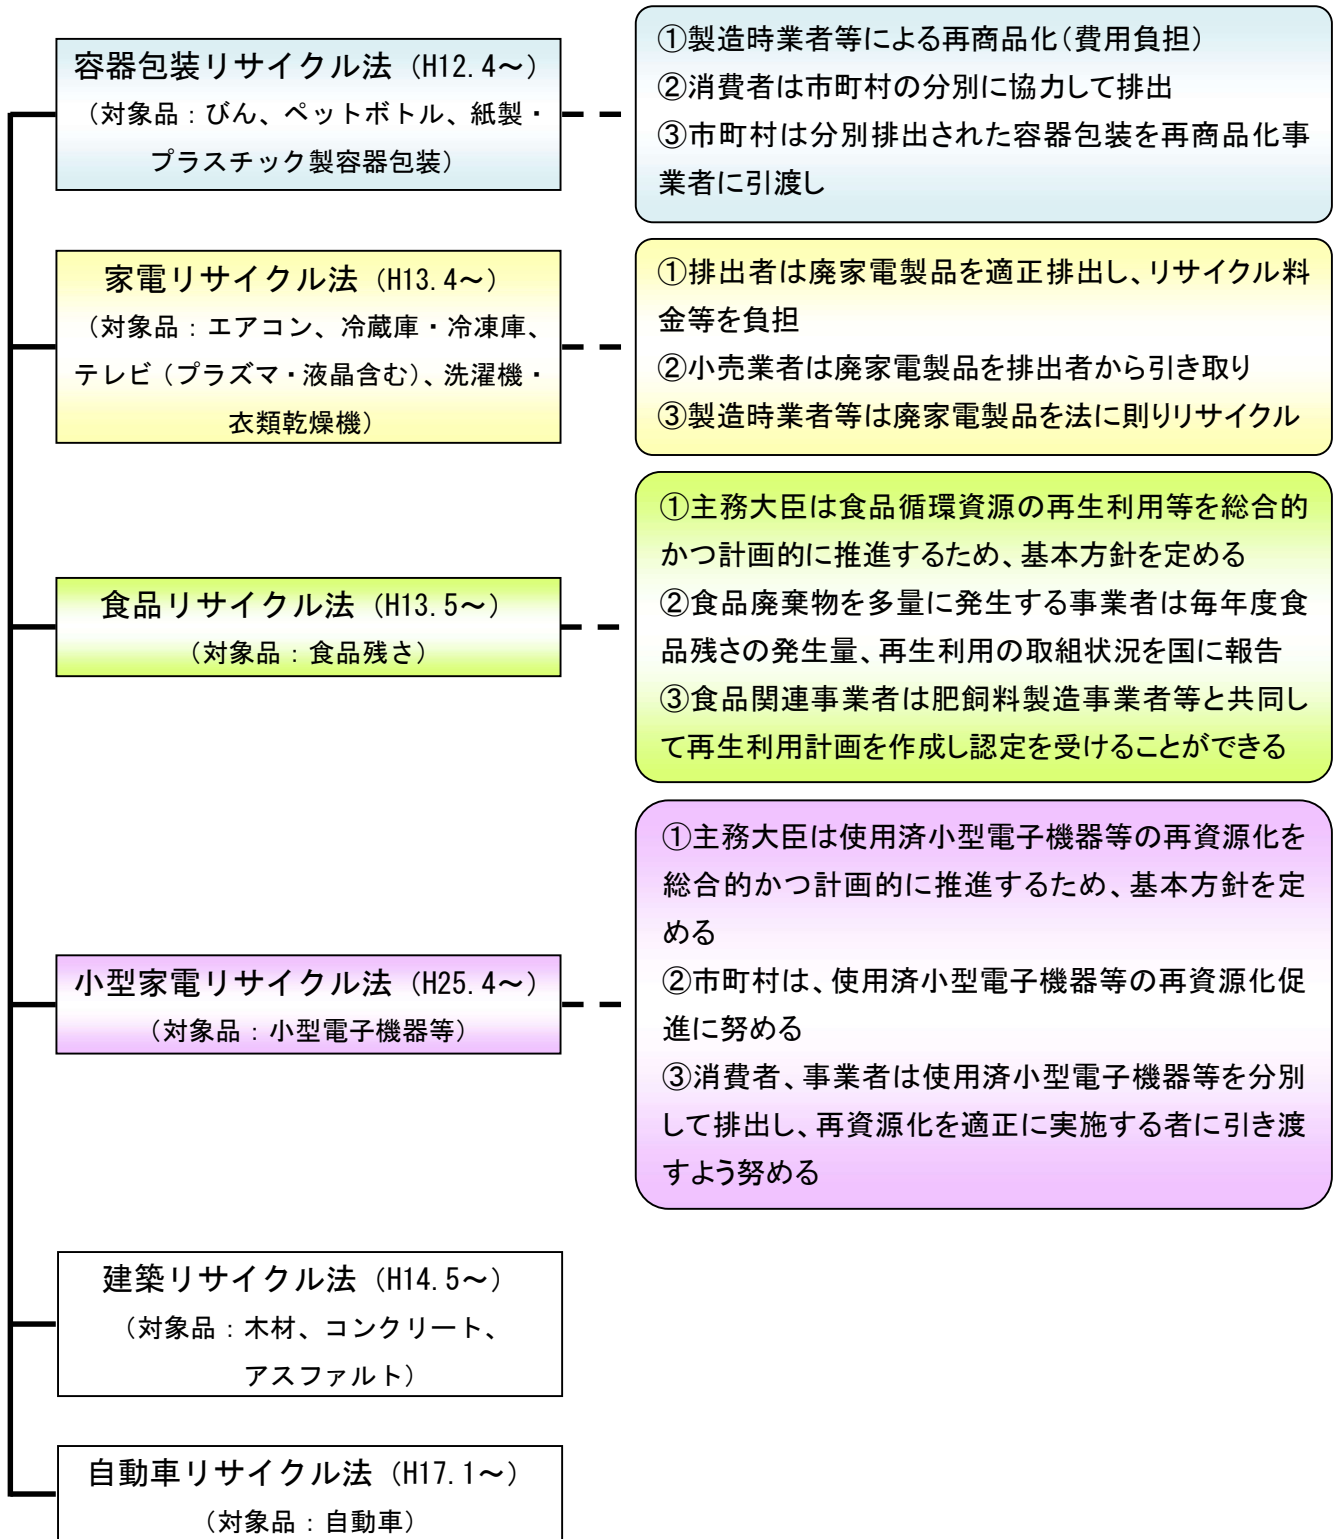 容器包装リサイクル法（H12.4～）
（対象品：びん、ペットボトル、紙製・
プラスチック製容器包装）
①製造時業者等による再商品化（費用負担）
②消費者は市町村の分別に協力して排出
③市町村は分別排出された容器包装を再商品化事
業者に引渡し
家電リサイクル法（H13.4～）
（対象品：エアコン、冷蔵庫・冷凍庫、
テレビ（プラズマ・液晶含む）、洗濯機・
衣類乾燥機）
①排出者は廃家電製品を適正排出し、リサイクル料
金等を負担
②小売業者は廃家電製品を排出者から引き取り
③製造時業者等は廃家電製品を法に則りリサイクル
食品リサイクル法（H13.5～）
（対象品：食品残さ）
①主務大臣は食品循環資源の再生利用等を総合的
かつ計画的に推進するため、基本方針を定める
②食品廃棄物を多量に発生する事業者は毎年度食
品残さの発生量、再生利用の取組状況を国に報告
③食品関連事業者は肥飼料製造事業者等と共同し
て再生利用計画を作成し認定を受けることができる
小型家電リサイクル法（H25.4～）
（対象品：小型電子機器等）
①主務大臣は使用済小型電子機器等の再資源化を
総合的かつ計画的に推進するため、基本方針を定
める
②市町村は、使用済小型電子機器等の再資源化促
進に努める
③消費者、事業者は使用済小型電子機器等を分別
して排出し、再資源化を適正に実施する者に引き渡
すよう努める
建築リサイクル法（H14.5～）
（対象品：木材、コンクリート、
アスファルト）
自動車リサイクル法（H17.1～）
（対象品：自動車）